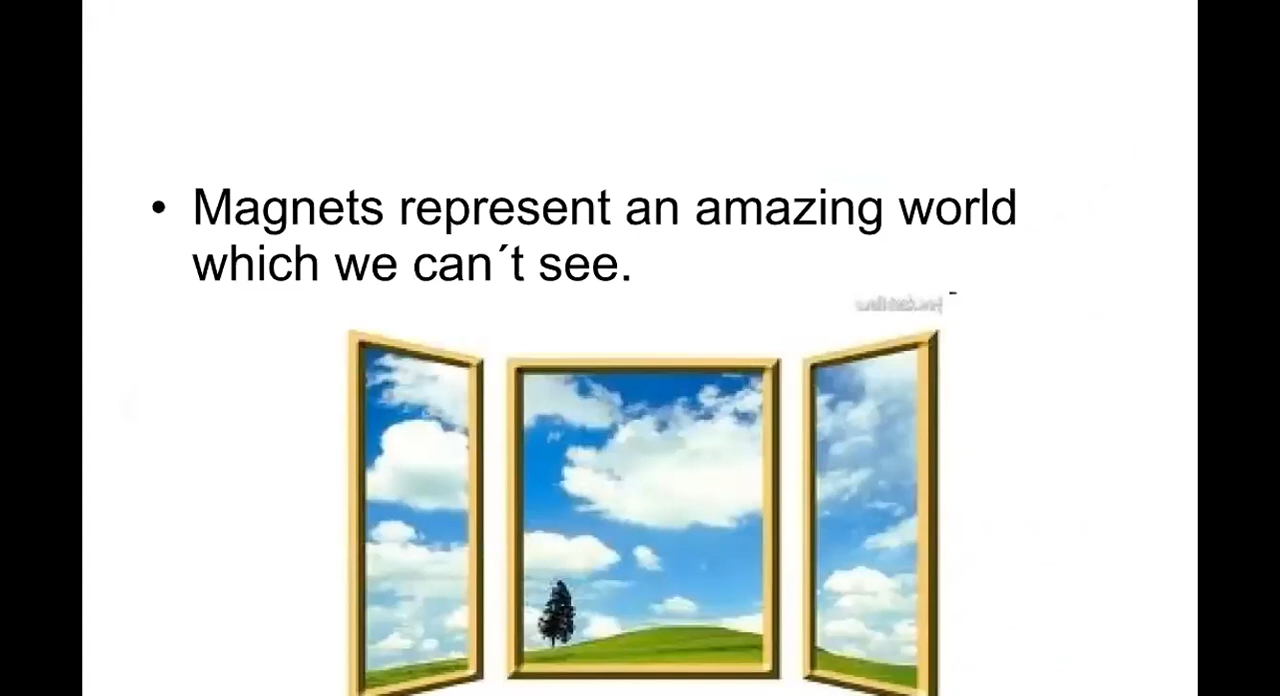 • Magnets represent an amazing world
which we can´t see.